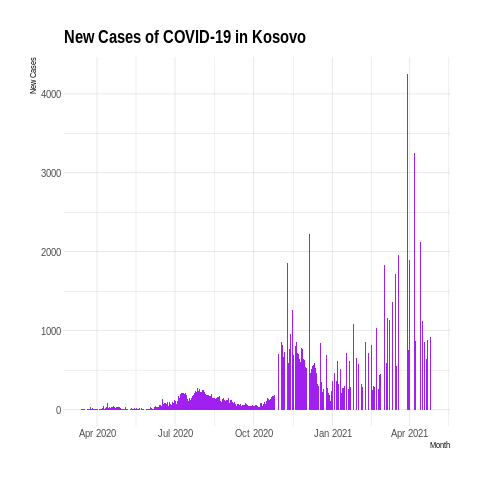 New Cases of COVID-19 in Kosovo
New Cases
4000
3000
2000
1000
0
Apr 2020 Jul 2020 Oct 2020 Jan 2021 Apr 2021
Month